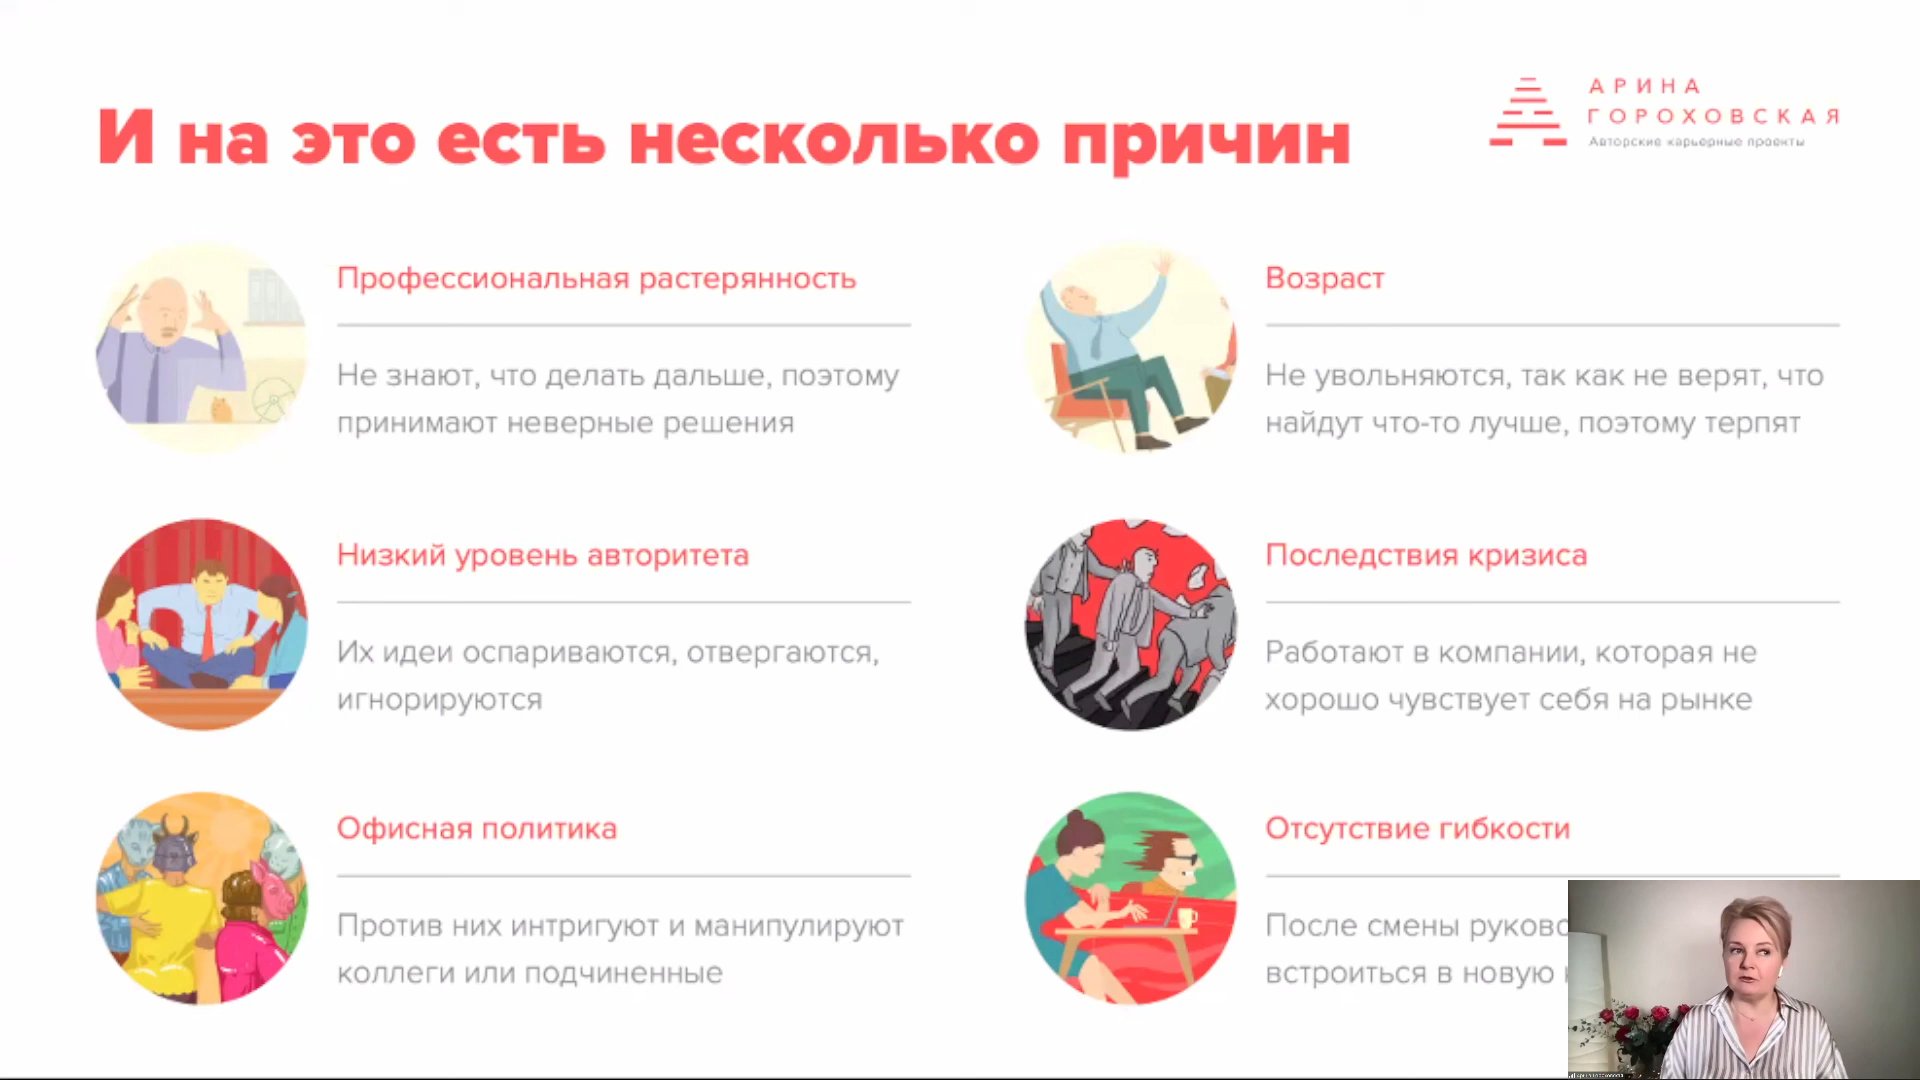 И на это есть несколько причин
АРИНА
ГОРОХОВСКАЯ
Авторские карьерные проекты
Профессиональная растерянность
Не знают, что делать дальше, поэтому
принимают неверные решения
Возраст
Не увольняются, так как не верят, что
найдут что-то лучше, поэтому терпят
Низкий уровень авторитета
Их идеи оспариваются, отвергаются,
игнорируются
Последствия кризиса
Работают в компании, которая не
хорошо чувствует себя на рынке
Офисная политика
Против них интригуют и манипулируют
коллеги или подчиненные
Отсутствие гибкости
После смены
встроиться в новую